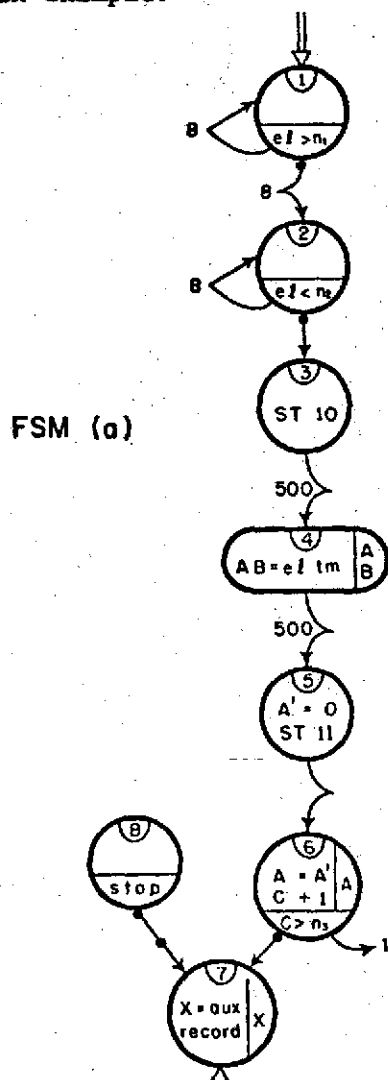 1
el > n₁
8
8
2
el < n₂
8
FSM (a)
3
ST 10
500
4
AB = el tm
A
B
500
5
A' = 0
ST 11
8
stop
6
A = A'
C + 1
A
C > n₃
1
7
X = aux
record
X